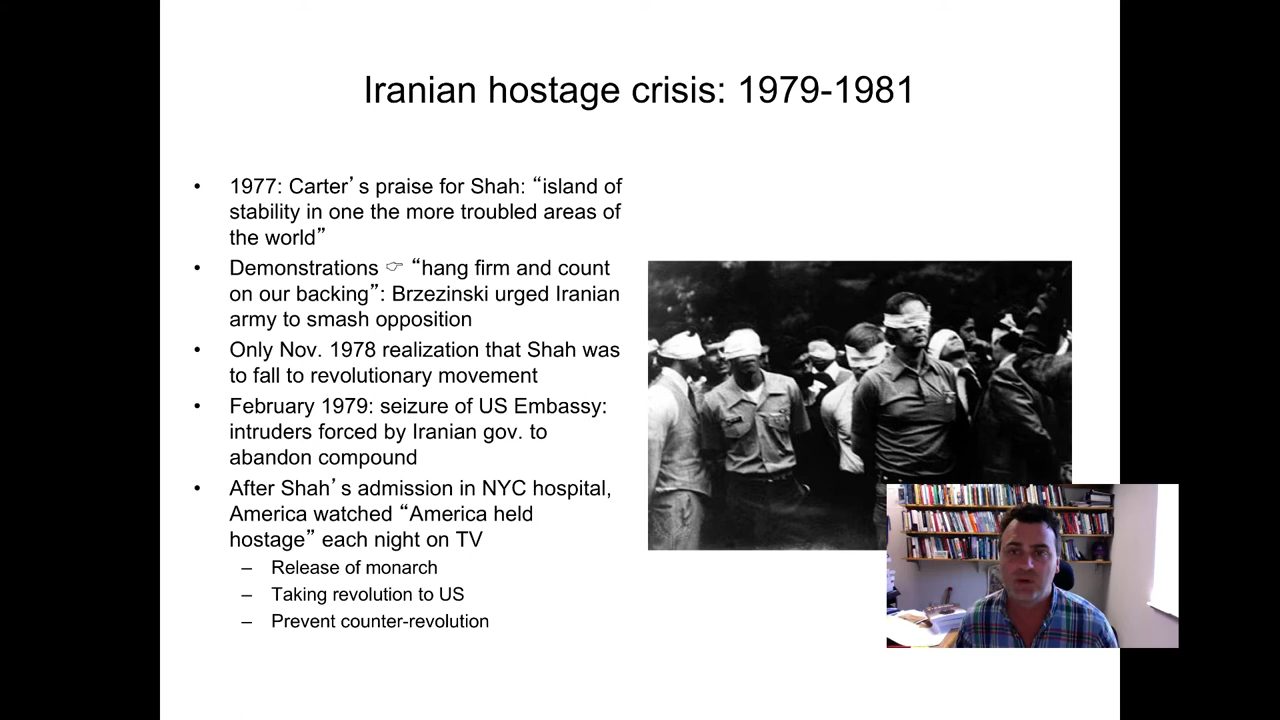 Iranian hostage crisis: 1979-1981
• 1977: Carter’s praise for Shah: “island of
stability in one the more troubled areas of
the world”
• Demonstrations ☞ “hang firm and count
on our backing”: Brzezinski urged Iranian
army to smash opposition
• Only Nov. 1978 realization that Shah was
to fall to revolutionary movement
• February 1979: seizure of US Embassy:
intruders forced by Iranian gov. to
abandon compound
• After Shah’s admission in NYC hospital,
America watched “America held
hostage” each night on TV
– Release of monarch
– Taking revolution to US
– Prevent counter-revolution